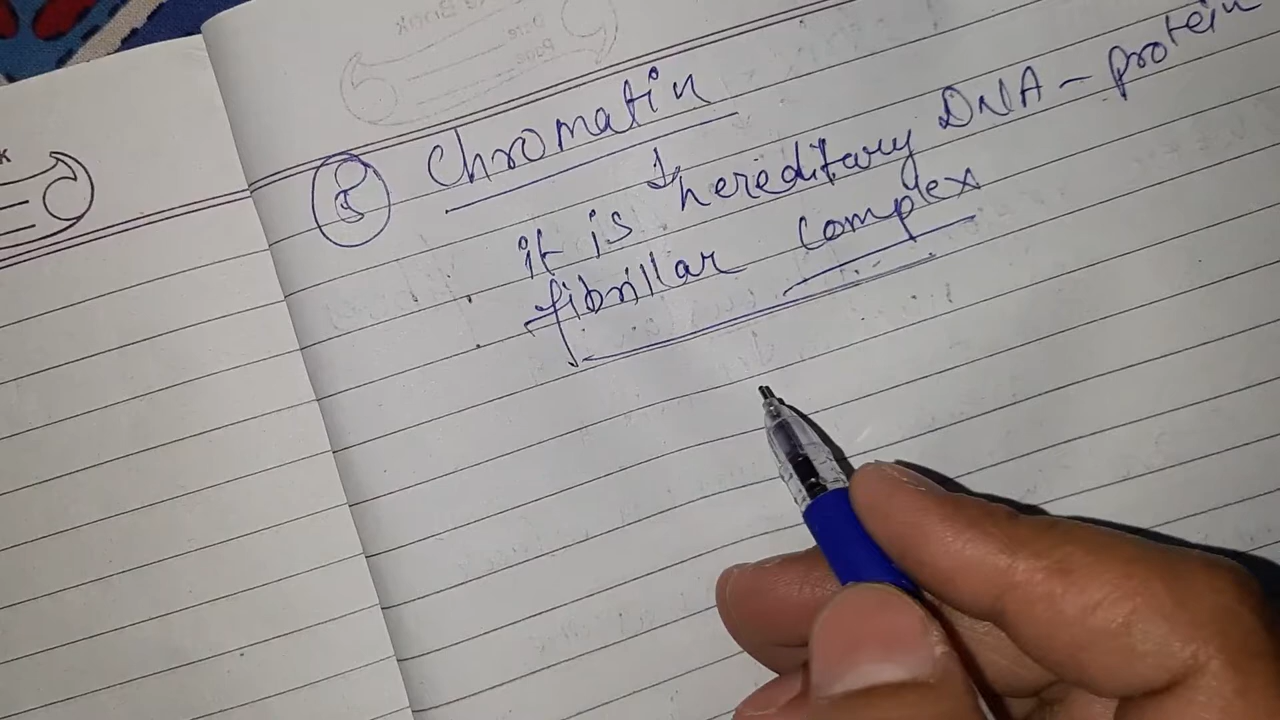 ⑤ Chromatin
it is hereditary DNA - protein
fibrillar complex